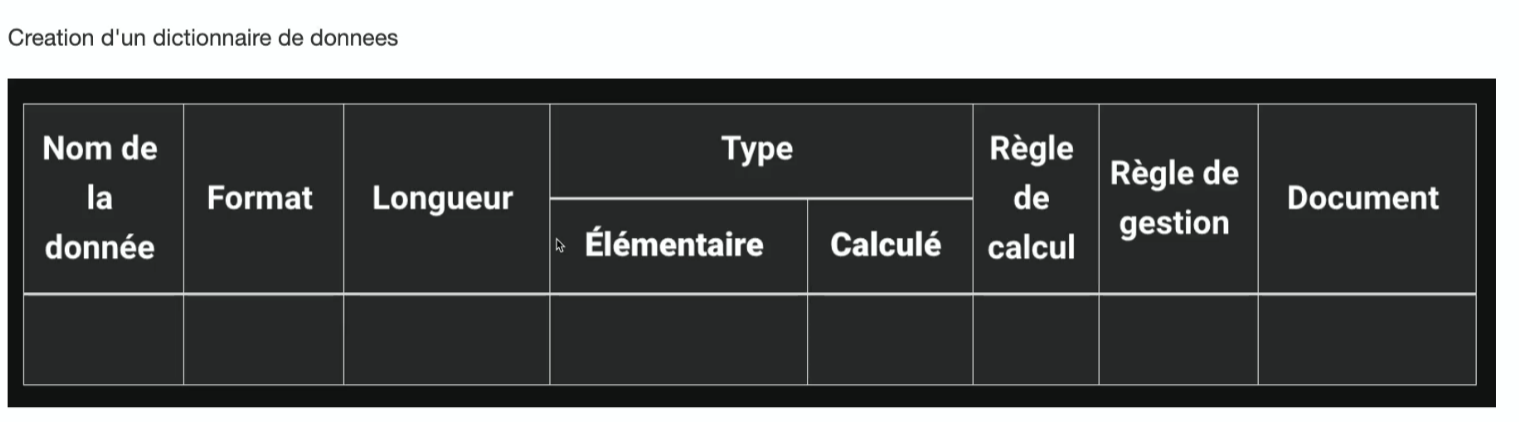 Creation d'un dictionnaire de donnees
Nom de
la
donnée
Format
Longueur
Type
Élémentaire
Calculé
Règle
de
calcul
Règle de
gestion
Document